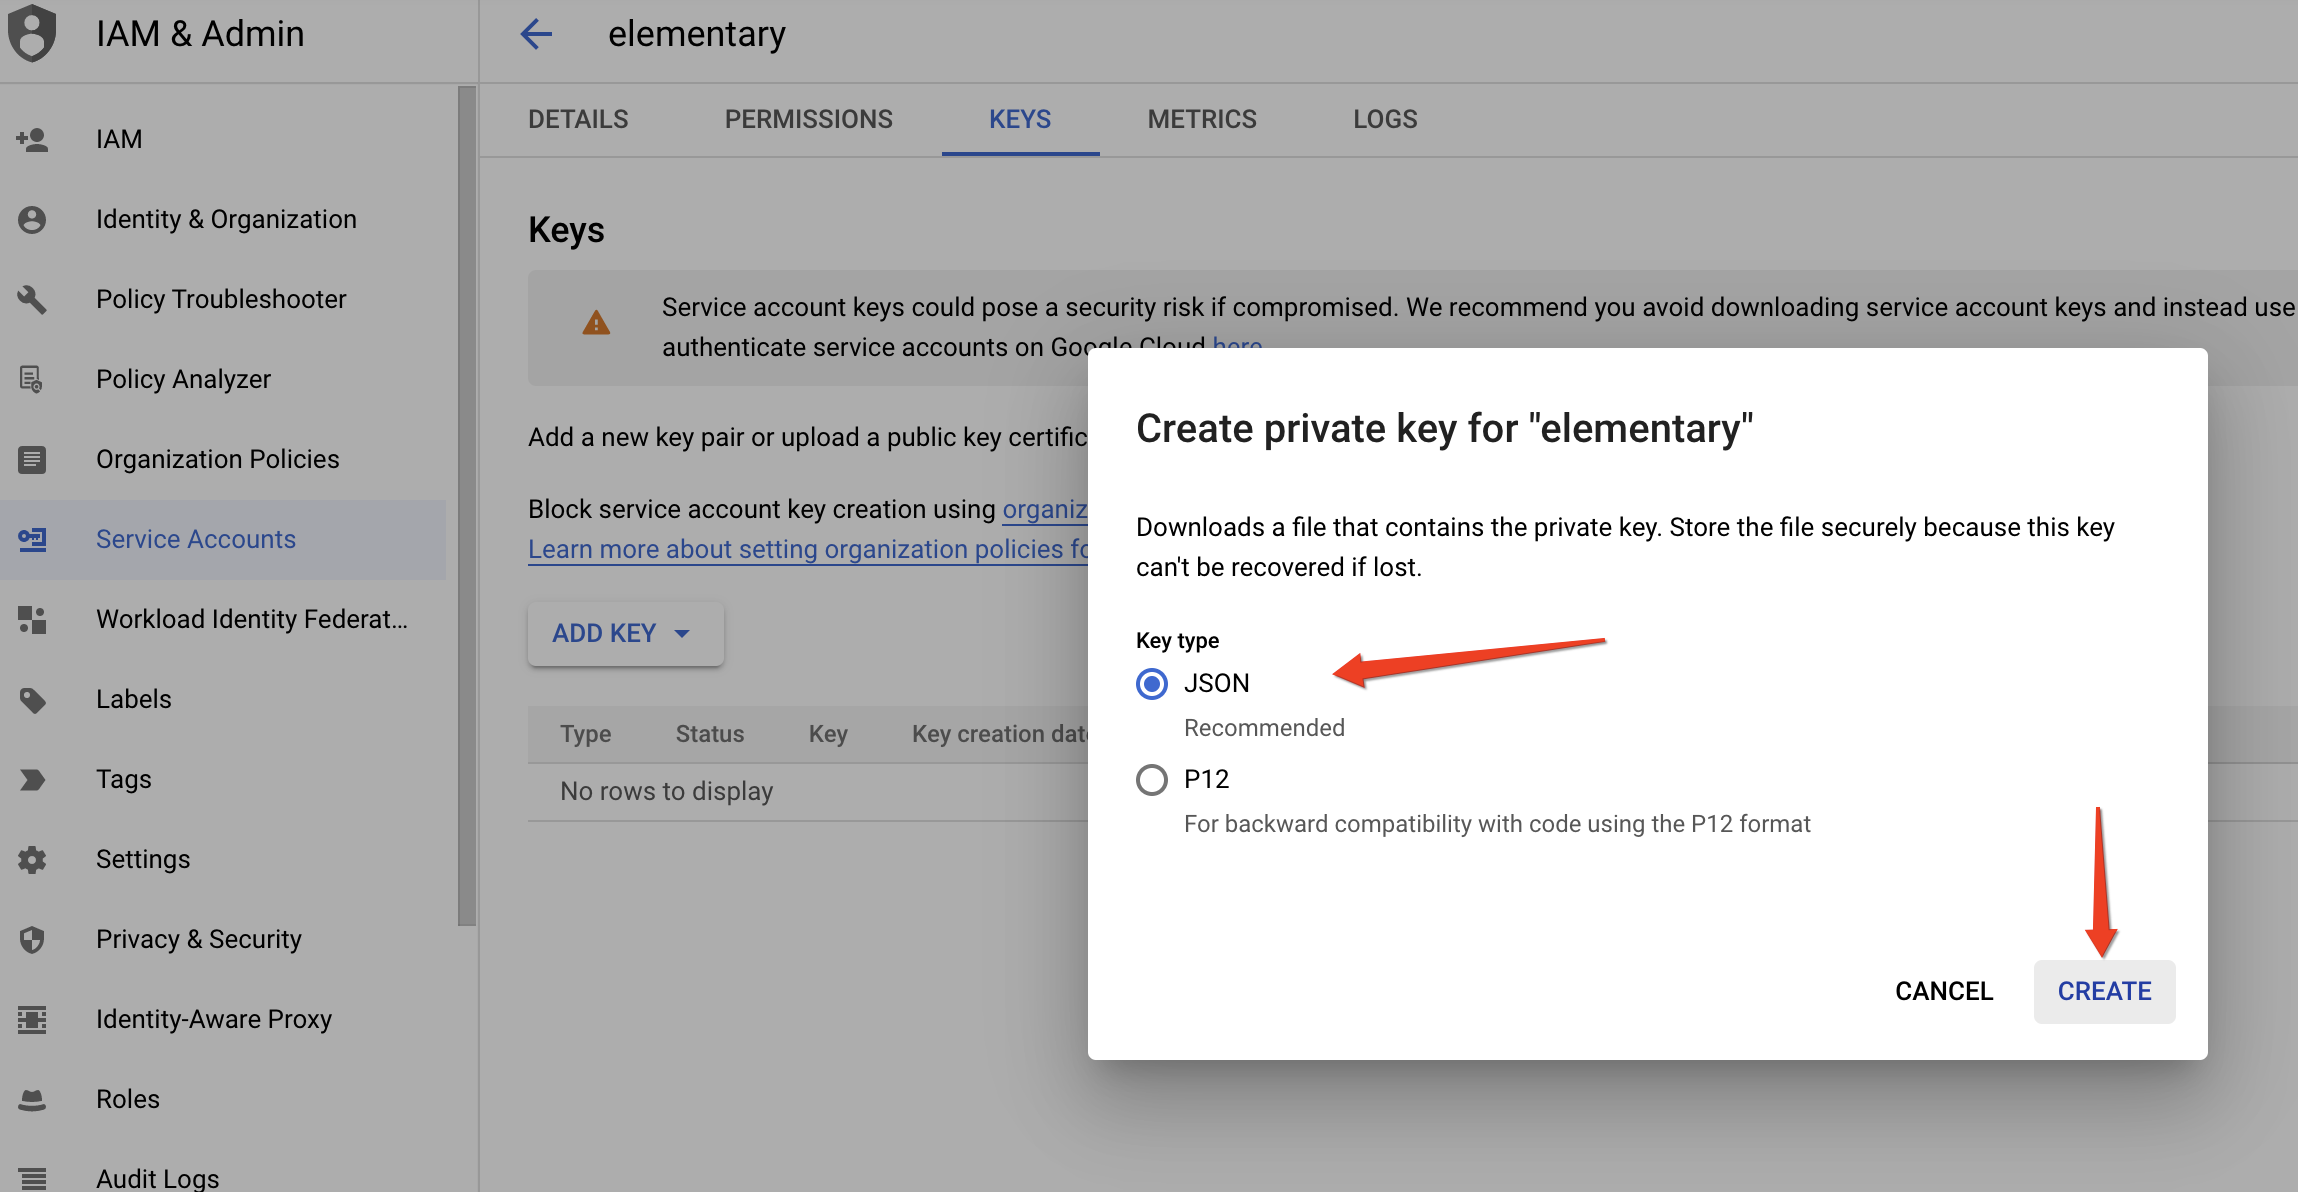 IAM & Admin
elementary
IAM
Identity & Organization
Policy Troubleshooter
Policy Analyzer
Organization Policies
Service Accounts
Workload Identity Federat...
Labels
Tags
Settings
Privacy & Security
Identity-Aware Proxy
Roles
Audit Logs
DETAILS PERMISSIONS KEYS METRICS LOGS
Keys
Service account keys could pose a security risk if compromised. We recommend you avoid downloading service account keys and instead use
authenticate service accounts on Google Cloud here
Add a new key pair or upload a public key certific
Block service account key creation using organiz
Learn more about setting organization policies fo
ADD KEY
Type Status Key Key creation date
No rows to display
Create private key for "elementary"
Downloads a file that contains the private key. Store the file securely because this key
can't be recovered if lost.
Key type
JSON
Recommended
P12
For backward compatibility with code using the P12 format
CANCEL CREATE